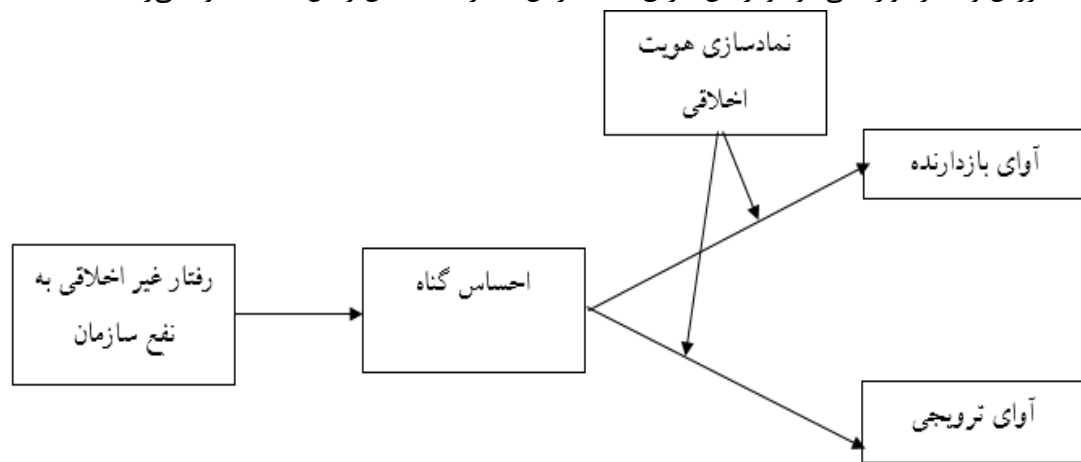 نمادسازی هویت
اخلاقی
آوای بازدارنده
رفتار غیر اخلاقی به
نفع سازمان
احساس گناه
آوای ترویجی